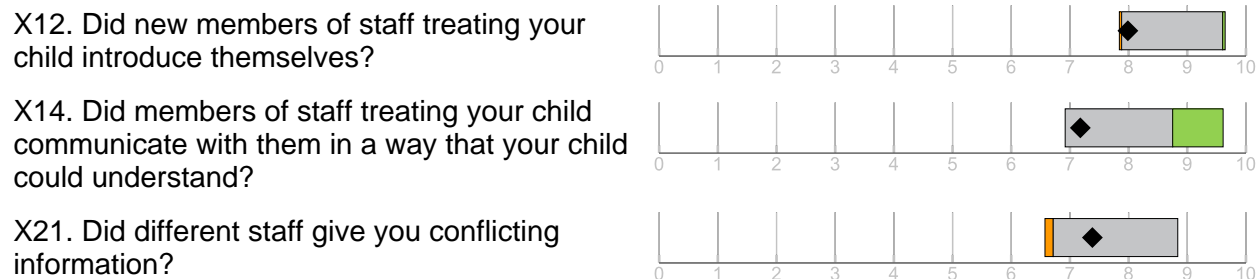 X12. Did new members of staff treating your
child introduce themselves?
0 1 2 3 4 5 6 7 8 9 10
X14. Did members of staff treating your child
communicate with them in a way that your child
could understand?
0 1 2 3 4 5 6 7 8 9 10
X21. Did different staff give you conflicting
information?
0 1 2 3 4 5 6 7 8 9 10